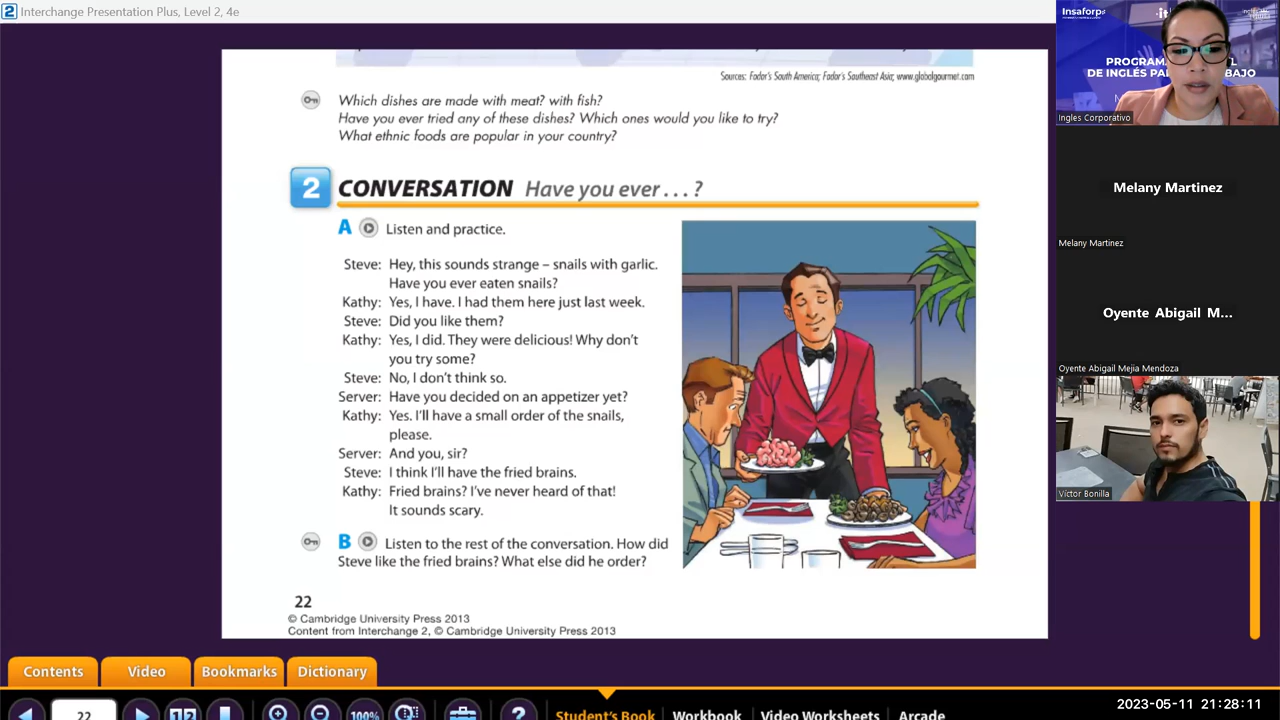 Interchange Presentation Plus, Level 2, 4e
Sources: Fodor's South America; Fodor's Southeast Asia; www.globalgourmet.com
Which dishes are made with meat? with fish?
Have you ever tried any of these dishes? Which ones would you like to try?
What ethnic foods are popular in your country?
2 CONVERSATION Have you ever . . . ?
A Listen and practice.
Steve: Hey, this sounds strange – snails with garlic.
Have you ever eaten snails?
Kathy: Yes, I have. I had them here just last week.
Steve: Did you like them?
Kathy: Yes, I did. They were delicious! Why don't
you try some?
Steve: No, I don't think so.
Server: Have you decided on an appetizer yet?
Kathy: Yes. I'll have a small order of the snails,
please.
Server: And you, sir?
Steve: I think I'll have the fried brains.
Kathy: Fried brains? I've never heard of that!
It sounds scary.
B Listen to the rest of the conversation. How did
Steve like the fried brains? What else did he order?
22
© Cambridge University Press 2013
Content from Interchange 2, © Cambridge University Press 2013
Contents Video Bookmarks Dictionary
22 1 2 100% ?
Student's Book Workbook Video Worksheets Arcade
Insaforp
DE INGLÉS
Ingles Corporativo
Melany Martinez
Melany Martinez
Oyente Abigail M...
Oyente Abigail Mejia Mendoza
Víctor Bonilla
2023-05-11 21:28:11